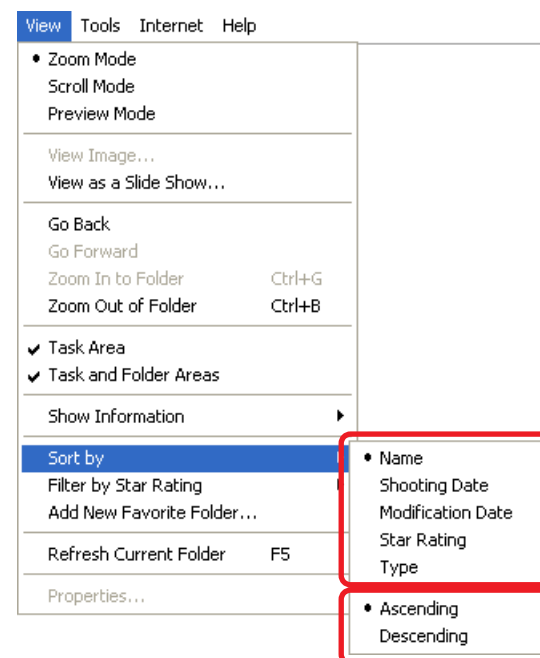 View Tools Internet Help
• Zoom Mode
Scroll Mode
Preview Mode
View Image...
View as a Slide Show...
Go Back
Go Forward
Zoom In to Folder Ctrl+G
Zoom Out of Folder Ctrl+B
✓ Task Area
✓ Task and Folder Areas
Show Information
Sort by
Filter by Star Rating
Add New Favorite Folder...
Refresh Current Folder F5
Properties...
• Name
Shooting Date
Modification Date
Star Rating
Type
• Ascending
Descending